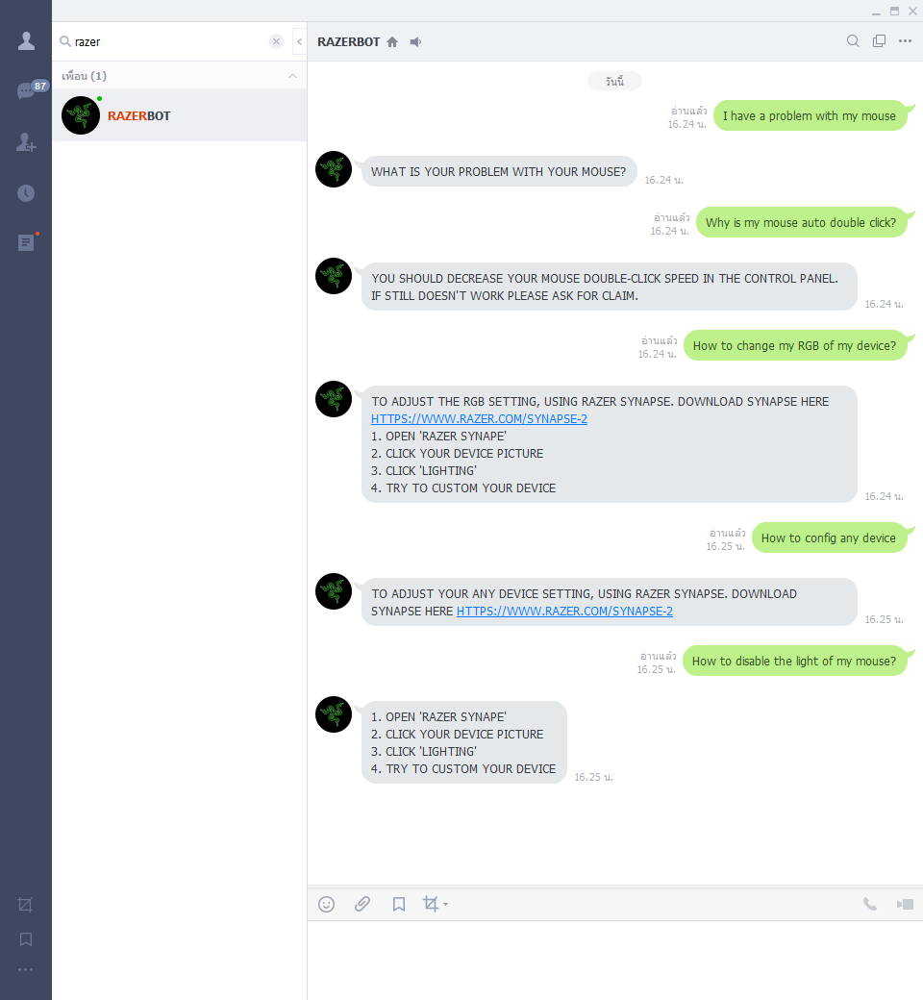 razer
87
เพื่อน (1)
RAZERBOT
RAZERBOT
วันนี้
อ่านแล้ว
16.24 น.
I have a problem with my mouse
WHAT IS YOUR PROBLEM WITH YOUR MOUSE?
16.24 น.
อ่านแล้ว
16.24 น.
Why is my mouse auto double click?
YOU SHOULD DECREASE YOUR MOUSE DOUBLE-CLICK SPEED IN THE CONTROL PANEL.
IF STILL DOESN'T WORK PLEASE ASK FOR CLAIM.
16.24 น.
อ่านแล้ว
16.24 น.
How to change my RGB of my device?
TO ADJUST THE RGB SETTING, USING RAZER SYNAPSE. DOWNLOAD SYNAPSE HERE
HTTPS://WWW.RAZER.COM/SYNAPSE-2
1. OPEN 'RAZER SYNAPE'
2. CLICK YOUR DEVICE PICTURE
3. CLICK 'LIGHTING'
4. TRY TO CUSTOM YOUR DEVICE
16.24 น.
อ่านแล้ว
16.25 น.
How to config any device
TO ADJUST YOUR ANY DEVICE SETTING, USING RAZER SYNAPSE. DOWNLOAD
SYNAPSE HERE HTTPS://WWW.RAZER.COM/SYNAPSE-2
16.25 น.
อ่านแล้ว
16.25 น.
How to disable the light of my mouse?
1. OPEN 'RAZER SYNAPE'
2. CLICK YOUR DEVICE PICTURE
3. CLICK 'LIGHTING'
4. TRY TO CUSTOM YOUR DEVICE
16.25 น.